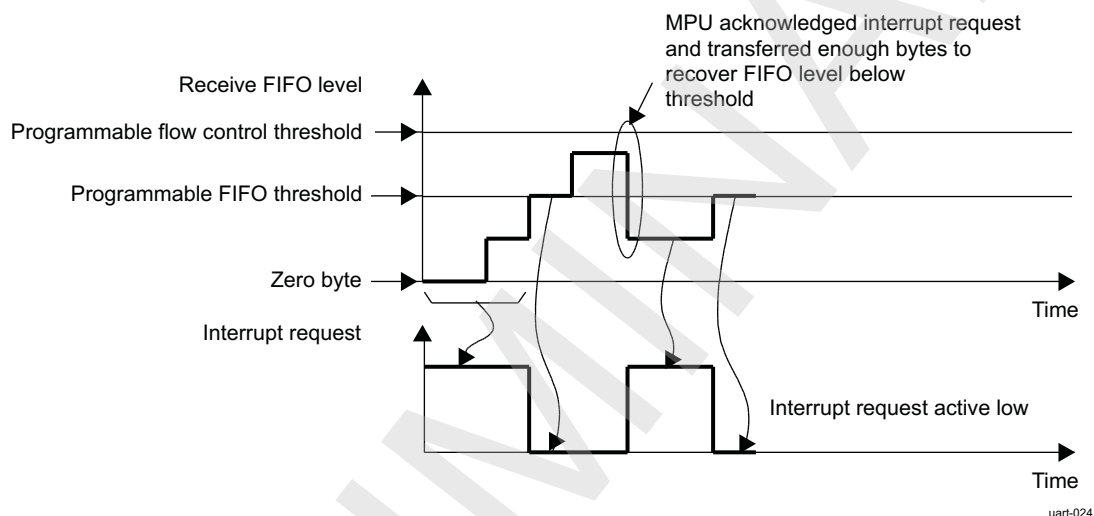 MPU acknowledged interrupt request
and transferred enough bytes to
recover FIFO level below
threshold
Receive FIFO level
Programmable flow control threshold
Programmable FIFO threshold
Zero byte
Time
Interrupt request
Interrupt request active low
Time
uart-024